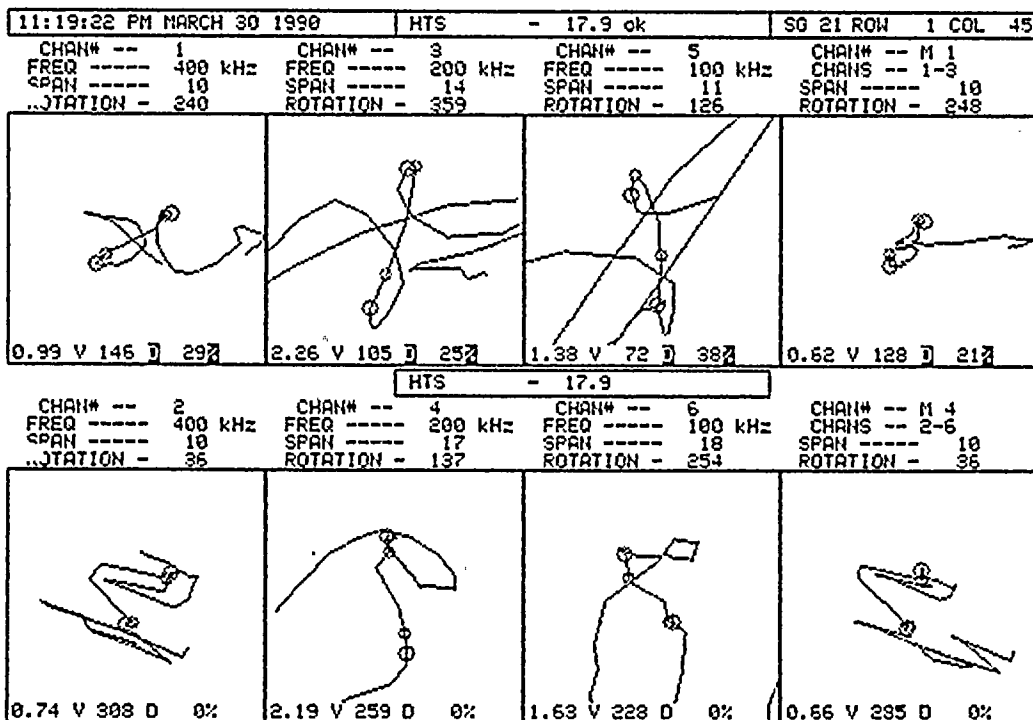 11:19:22 PM MARCH 30 1990 HTS - 17.9 ok SG 21 ROW 1 COL 45
CHAN# -- 1 CHAN# -- 3 CHAN# -- 5 CHAN# -- M 1
FREQ ----- 400 kHz FREQ ----- 200 kHz FREQ ----- 100 kHz CHANS -- 1-3
SPAN ----- 10 SPAN ----- 14 SPAN ----- 11 SPAN ----- 10
ROTATION - 240 ROTATION - 359 ROTATION - 126 ROTATION - 248
0.99 V 146 D 29% 2.26 V 105 D 25% 1.38 V 72 D 38% 0.62 V 128 D 21%
HTS - 17.9
CHAN# -- 2 CHAN# -- 4 CHAN# -- 6 CHAN# -- M 4
FREQ ----- 400 kHz FREQ ----- 200 kHz FREQ ----- 100 kHz CHANS -- 2-6
SPAN ----- 10 SPAN ----- 17 SPAN ----- 18 SPAN ----- 10
ROTATION - 36 ROTATION - 137 ROTATION - 254 ROTATION - 36
0.74 V 308 D 0% 2.19 V 259 D 0% 1.63 V 228 D 0% 0.66 V 285 D 0%